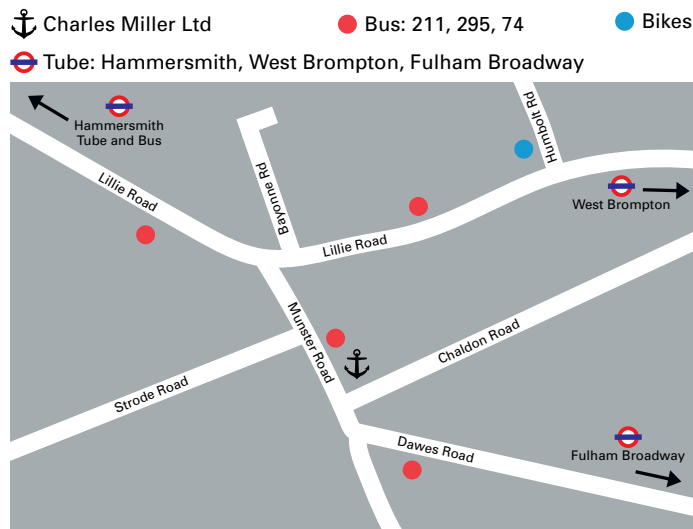 Charles Miller Ltd
Bus: 211, 295, 74
Bikes
Tube: Hammersmith, West Brompton, Fulham Broadway
Hammersmith
Tube and Bus
Humbolt Rd
Bayonne Rd
Lillie Road
West Brompton
Lillie Road
Munster Road
Chaldon Road
Strode Road
Dawes Road
Fulham Broadway